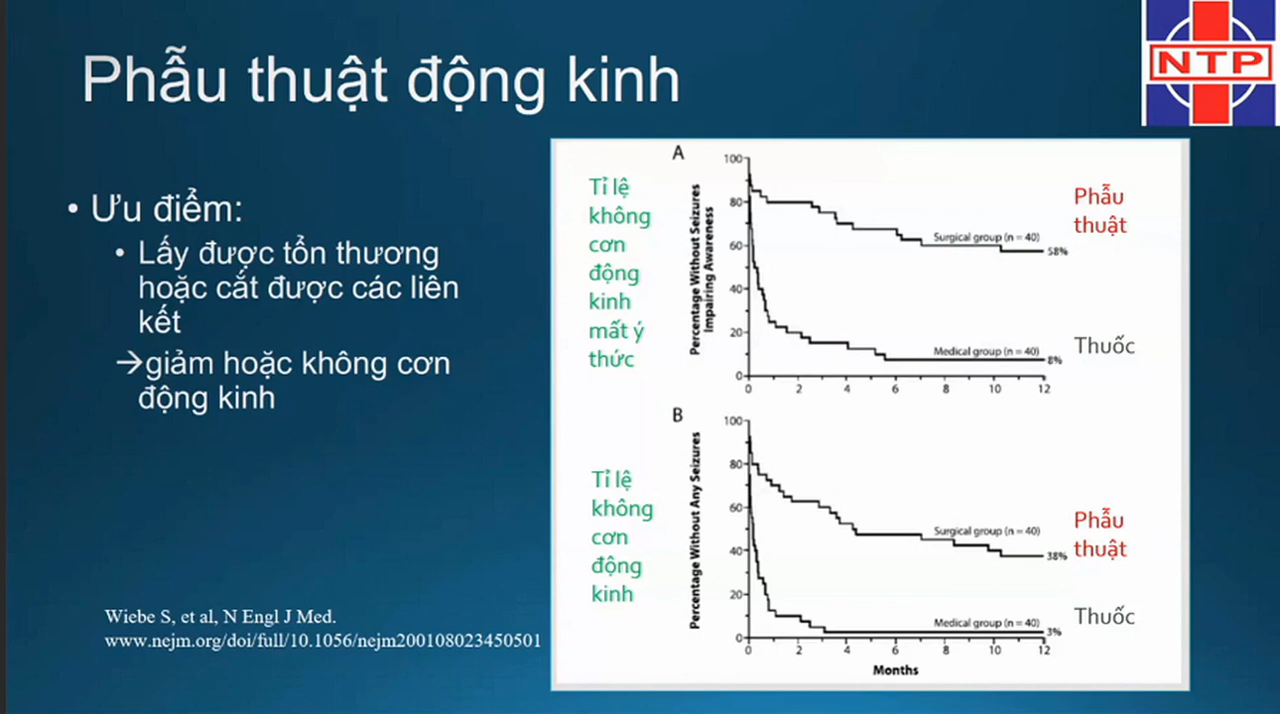 Phẫu thuật động kinh
NTP
• Ưu điểm:
• Lấy được tổn thương
hoặc cắt được các liên
kết
→giảm hoặc không cơn
động kinh
Wiebe S, et al, N Engl J Med.
www.nejm.org/doi/full/10.1056/nejm200108023450501
Tỉ lệ
không
cơn
động
kinh
mất ý
thức
A
Percentage Without Seizures
Impairing Awareness
100
80
60
40
20
0
Surgical group (n = 40)
58%
Medical group (n = 40)
8%
0 2 4 6 8 10 12
Phẫu
thuật
Thuốc
Tỉ lệ
không
cơn
động
kinh
B
Percentage Without Any Seizures
100
80
60
40
20
0
Surgical group (n = 40)
38%
Medical group (n = 40)
3%
0 2 4 6 8 10 12
Months
Phẫu
thuật
Thuốc